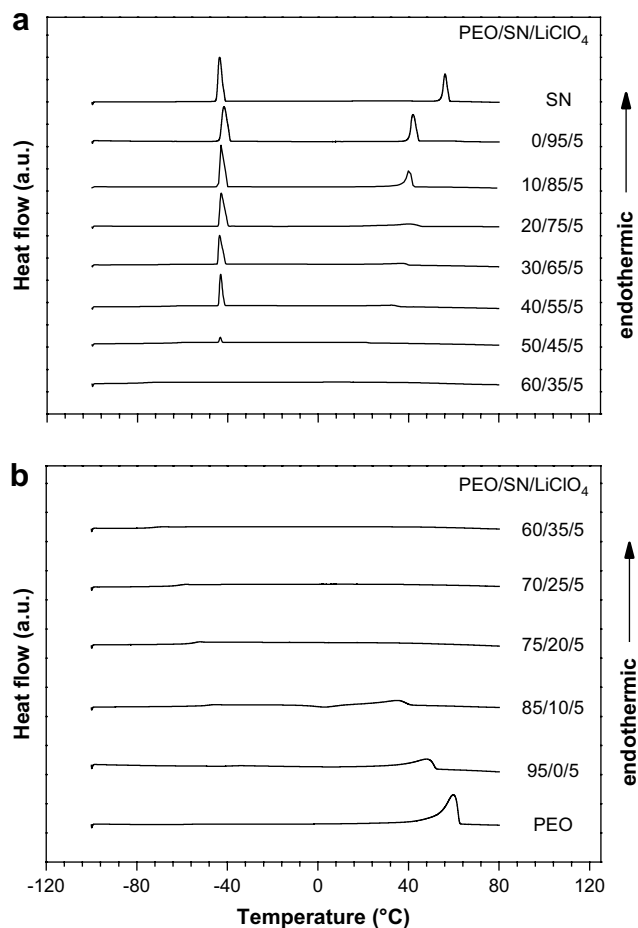 a
PEO/SN/LiClO4
SN
0/95/5
10/85/5
20/75/5
30/65/5
40/55/5
50/45/5
60/35/5
Heat flow (a.u.)
endothermic
b
PEO/SN/LiClO4
60/35/5
70/25/5
75/20/5
85/10/5
95/0/5
PEO
Heat flow (a.u.)
endothermic
-120 -80 -40 0 40 80 120
Temperature (°C)